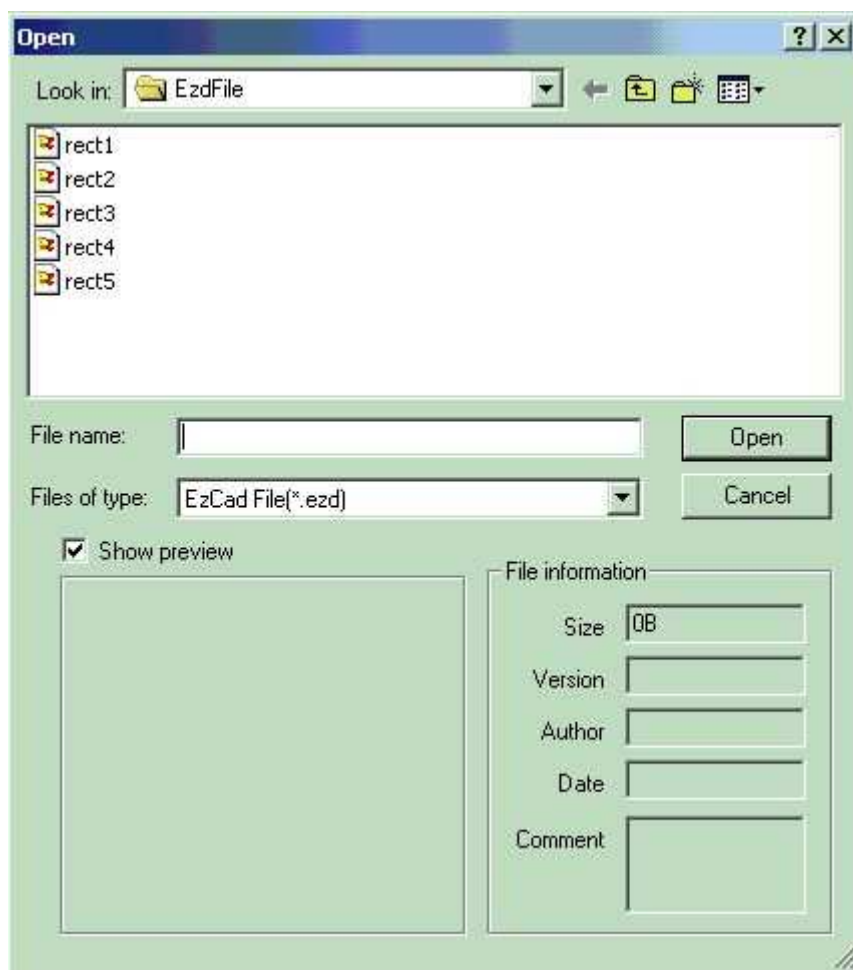 Open
Look in: EzdFile
rect1
rect2
rect3
rect4
rect5
File name: Open
Files of type: EzCad File(*.ezd) Cancel
Show preview
File information
Size 0B
Version
Author
Date
Comment